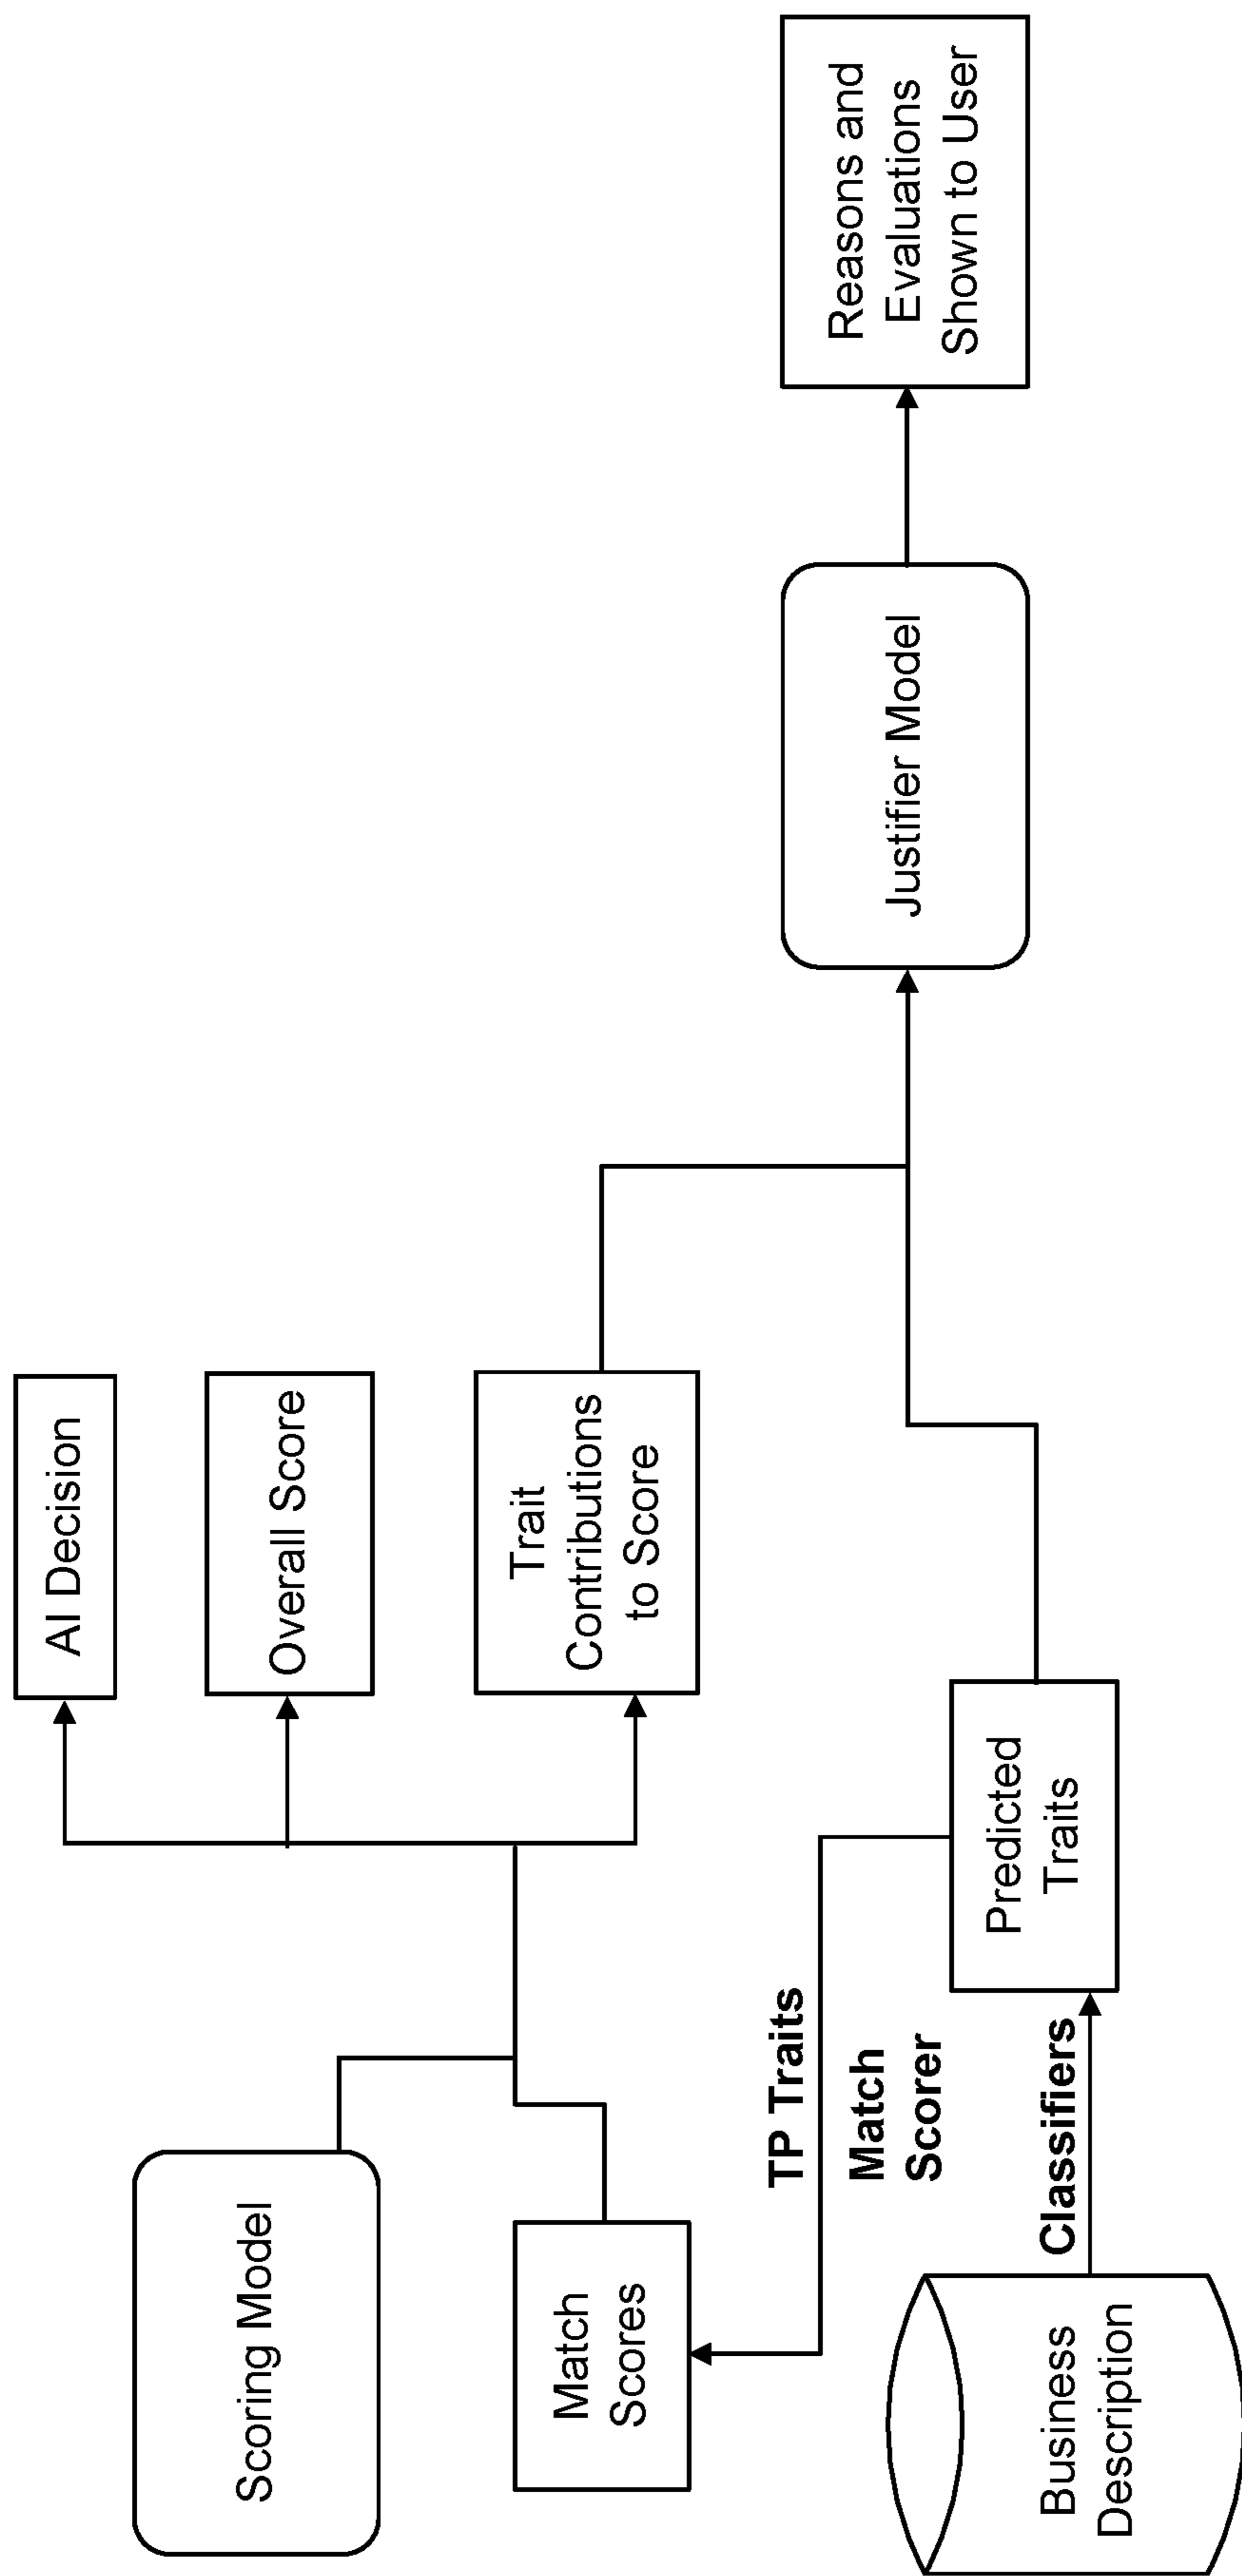 Scoring Model
Match
Scores
AI Decision
Overall Score
Trait
Contributions
to Score
TP Traits
Match
Scorer
Business
Description
Classifiers
Predicted
Traits
Justifier Model
Reasons and
Evaluations
Shown to User